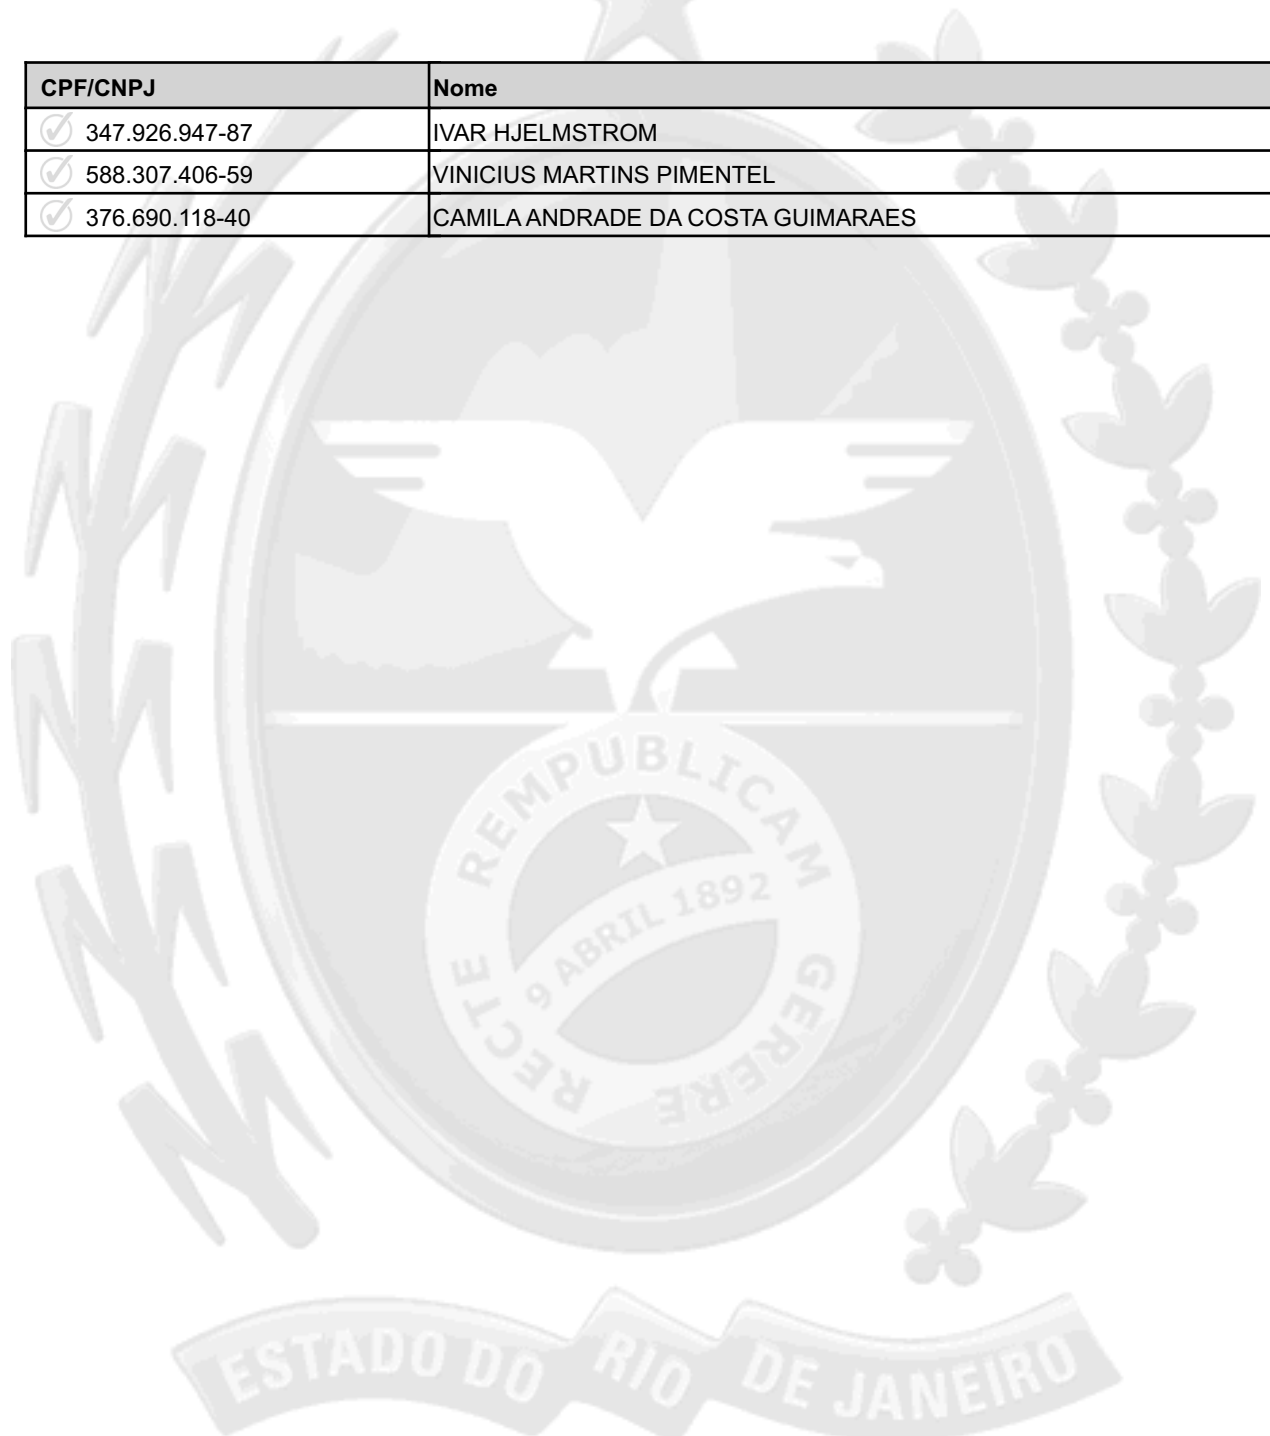 CPF/CNPJ Nome
347.926.947-87 IVAR HJELMSTROM
588.307.406-59 VINICIUS MARTINS PIMENTEL
376.690.118-40 CAMILA ANDRADE DA COSTA GUIMARAES
RECTE REMPUBLICAM GERERE
9 ABRIL 1892
ESTADO DO RIO DE JANEIRO